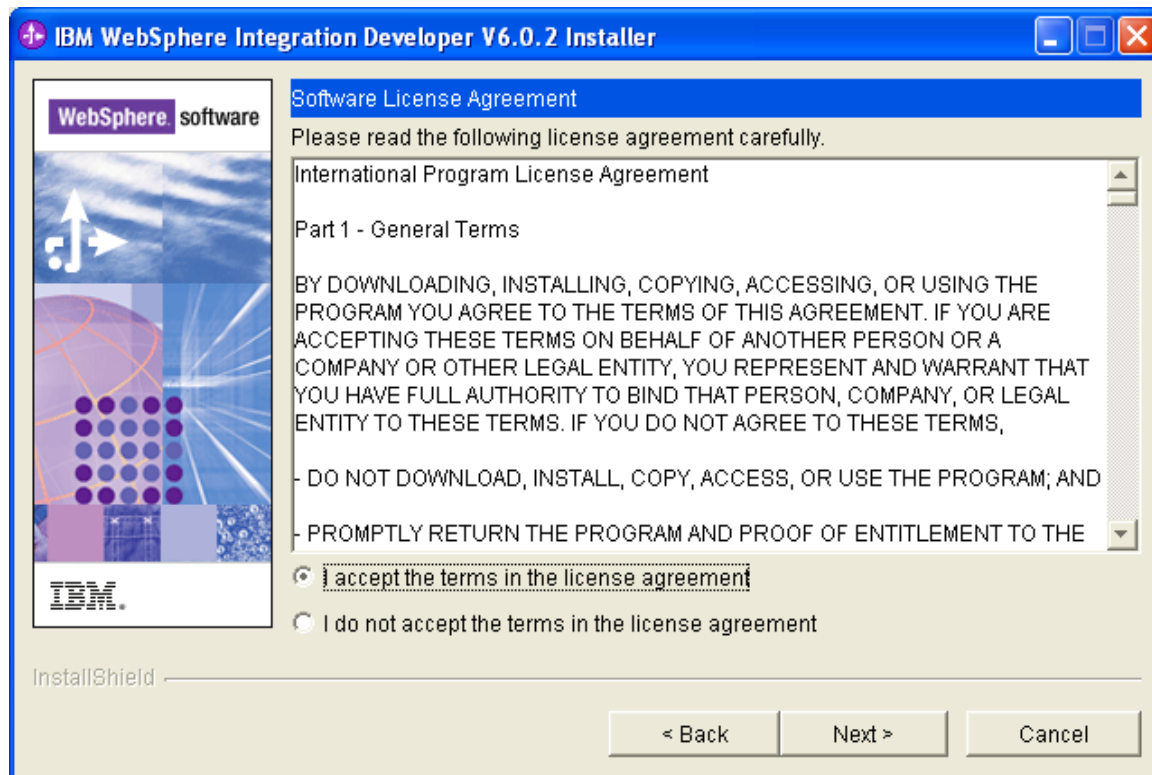 IBM WebSphere Integration Developer V6.0.2 Installer
WebSphere. software
Software License Agreement
Please read the following license agreement carefully.
International Program License Agreement
Part 1 - General Terms
BY DOWNLOADING, INSTALLING, COPYING, ACCESSING, OR USING THE
PROGRAM YOU AGREE TO THE TERMS OF THIS AGREEMENT. IF YOU ARE
ACCEPTING THESE TERMS ON BEHALF OF ANOTHER PERSON OR A
COMPANY OR OTHER LEGAL ENTITY, YOU REPRESENT AND WARRANT THAT
YOU HAVE FULL AUTHORITY TO BIND THAT PERSON, COMPANY, OR LEGAL
ENTITY TO THESE TERMS. IF YOU DO NOT AGREE TO THESE TERMS,
- DO NOT DOWNLOAD, INSTALL, COPY, ACCESS, OR USE THE PROGRAM; AND
- PROMPTLY RETURN THE PROGRAM AND PROOF OF ENTITLEMENT TO THE
IBM.
I accept the terms in the license agreement
I do not accept the terms in the license agreement
InstallShield
< Back
Next >
Cancel